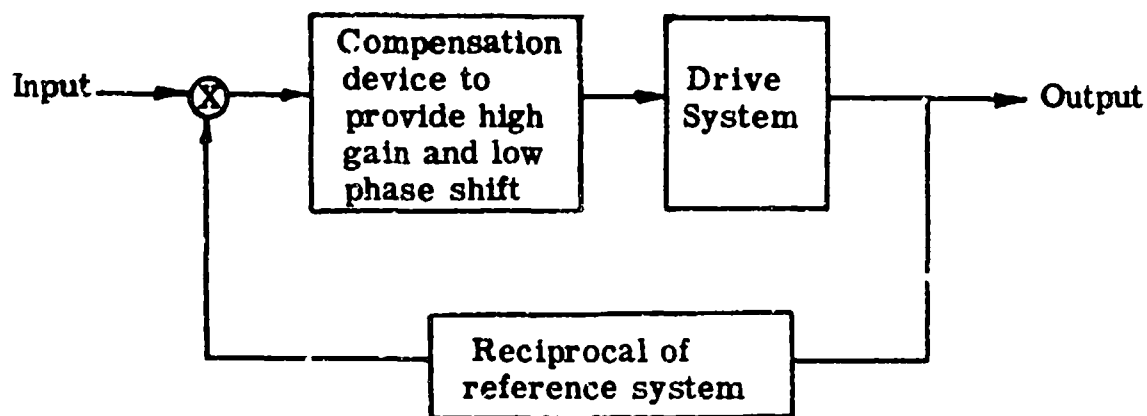 Input
X
Compensation
device to
provide high
gain and low
phase shift
Drive
System
Output
Reciprocal of
reference system